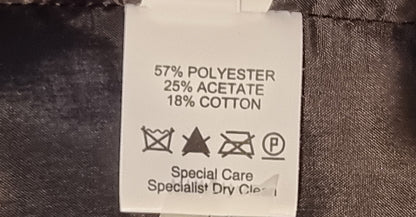 57% POLYESTER
25% ACETATE
18% COTTON
P
Special Care
Specialist Dry